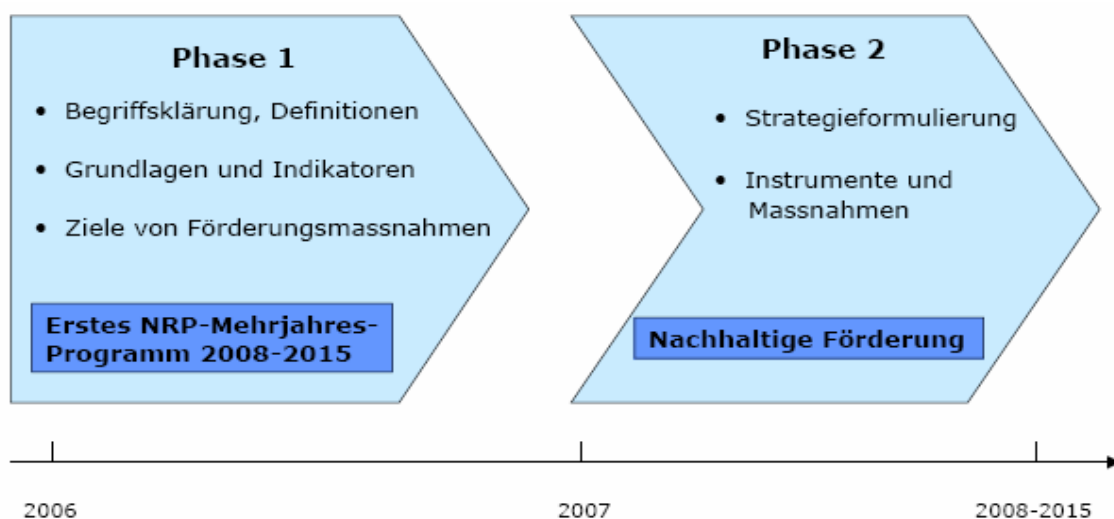 Phase 1
• Begriffsklärung, Definitionen
• Grundlagen und Indikatoren
• Ziele von Förderungsmassnahmen
Erstes NRP-Mehrjahres-
Programm 2008-2015
Phase 2
• Strategieformulierung
• Instrumente und
Massnahmen
Nachhaltige Förderung
2006
2007
2008-2015